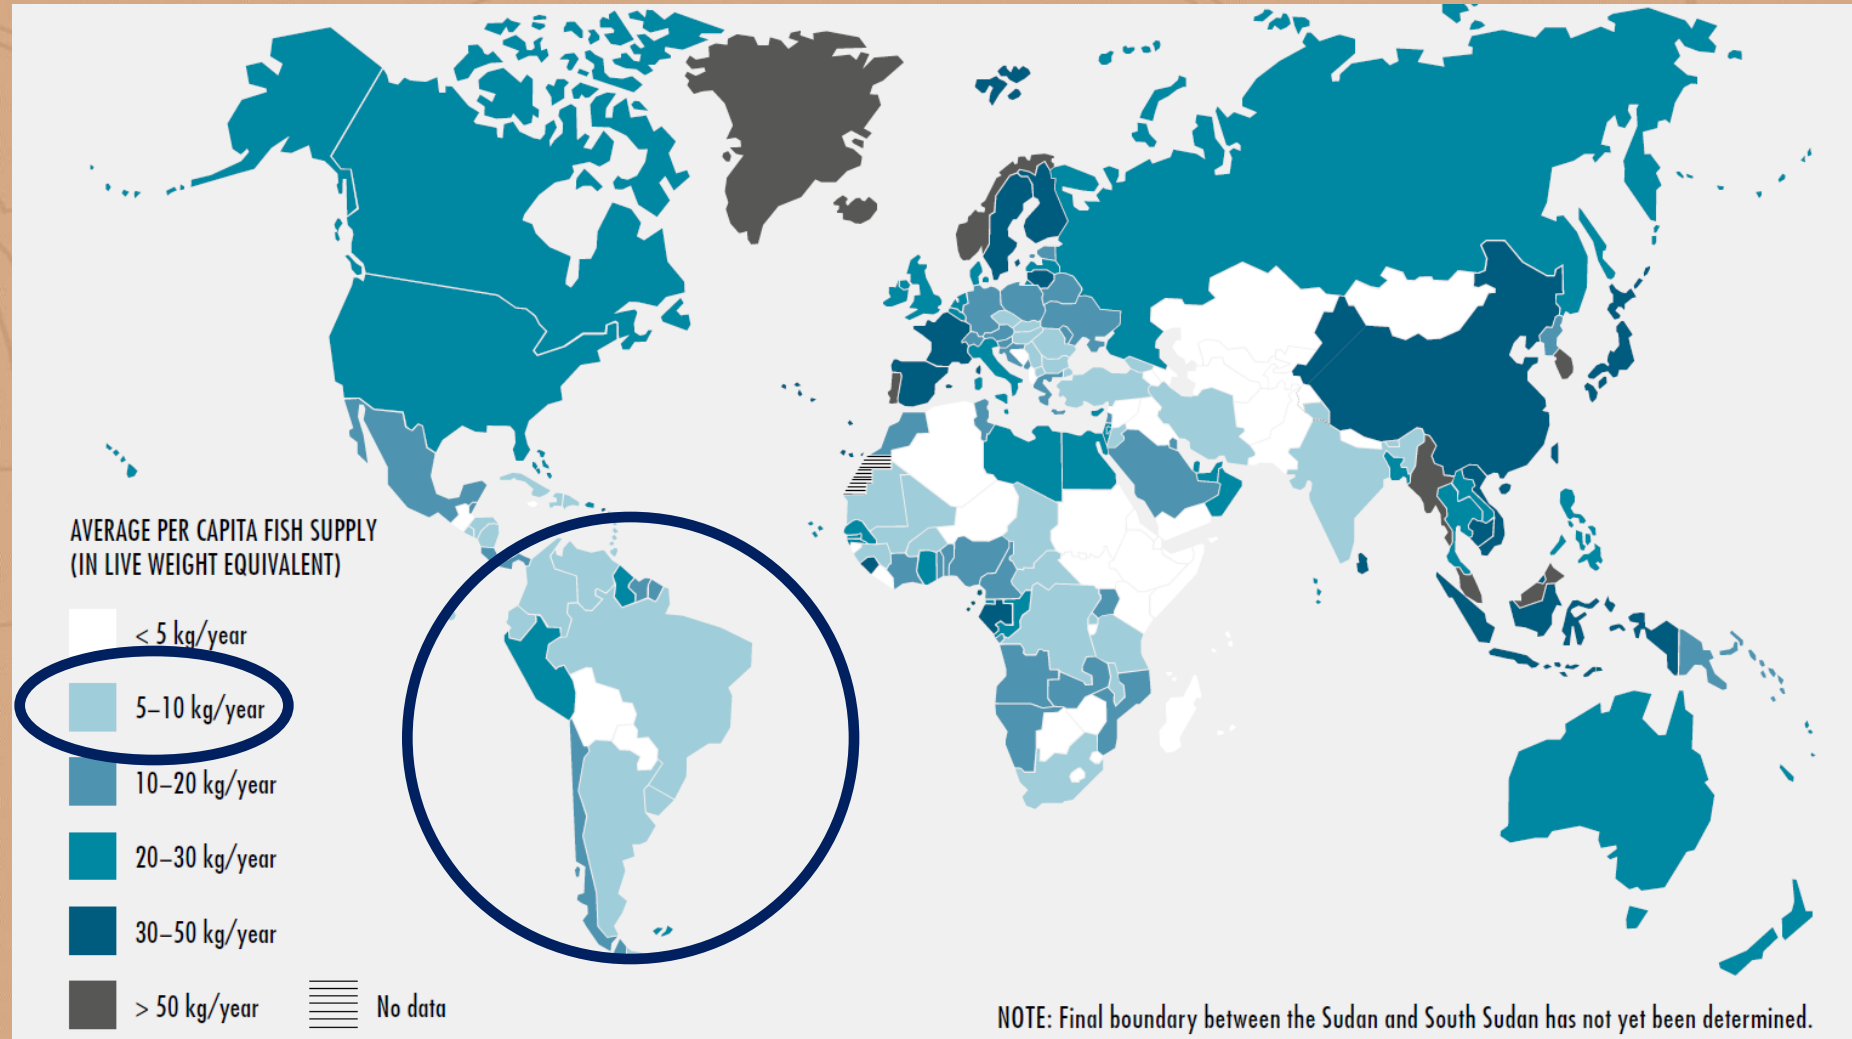 AVERAGE PER CAPITA FISH SUPPLY
(IN LIVE WEIGHT EQUIVALENT)
< 5 kg/year
5–10 kg/year
10–20 kg/year
20–30 kg/year
30–50 kg/year
> 50 kg/year
No data
NOTE: Final boundary between the Sudan and South Sudan has not yet been determined.